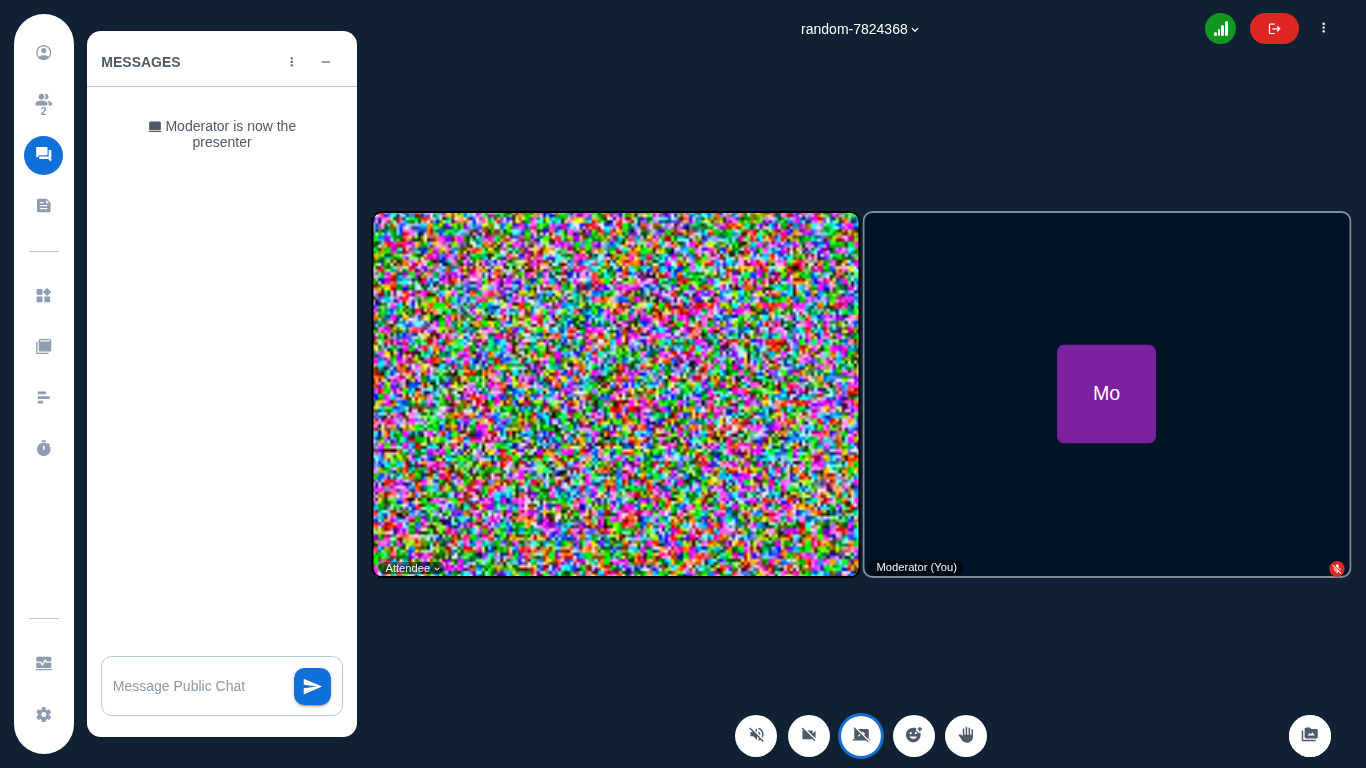 random-7824368
2
MESSAGES
Moderator is now the
presenter
Mo
Attendee
Moderator (You)
Message Public Chat